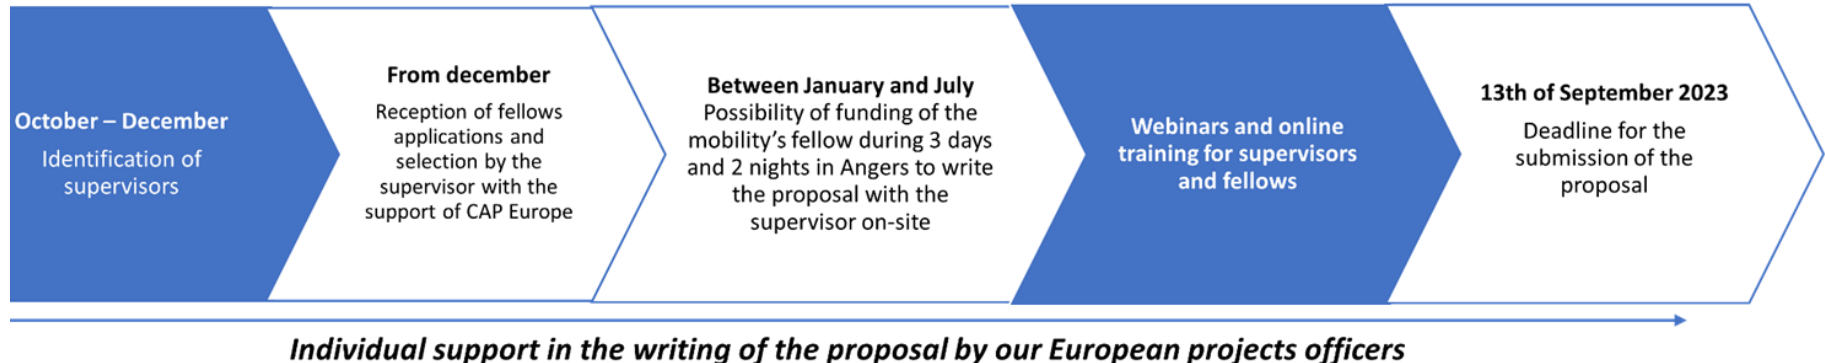 October – December
Identification of
supervisors
From december
Reception of fellows
applications and
selection by the
supervisor with the
support of CAP Europe
Between January and July
Possibility of funding of the
mobility's fellow during 3 days
and 2 nights in Angers to write
the proposal with the
supervisor on-site
Webinars and online
training for supervisors
and fellows
13th of September 2023
Deadline for the
submission of the
proposal
Individual support in the writing of the proposal by our European projects officers